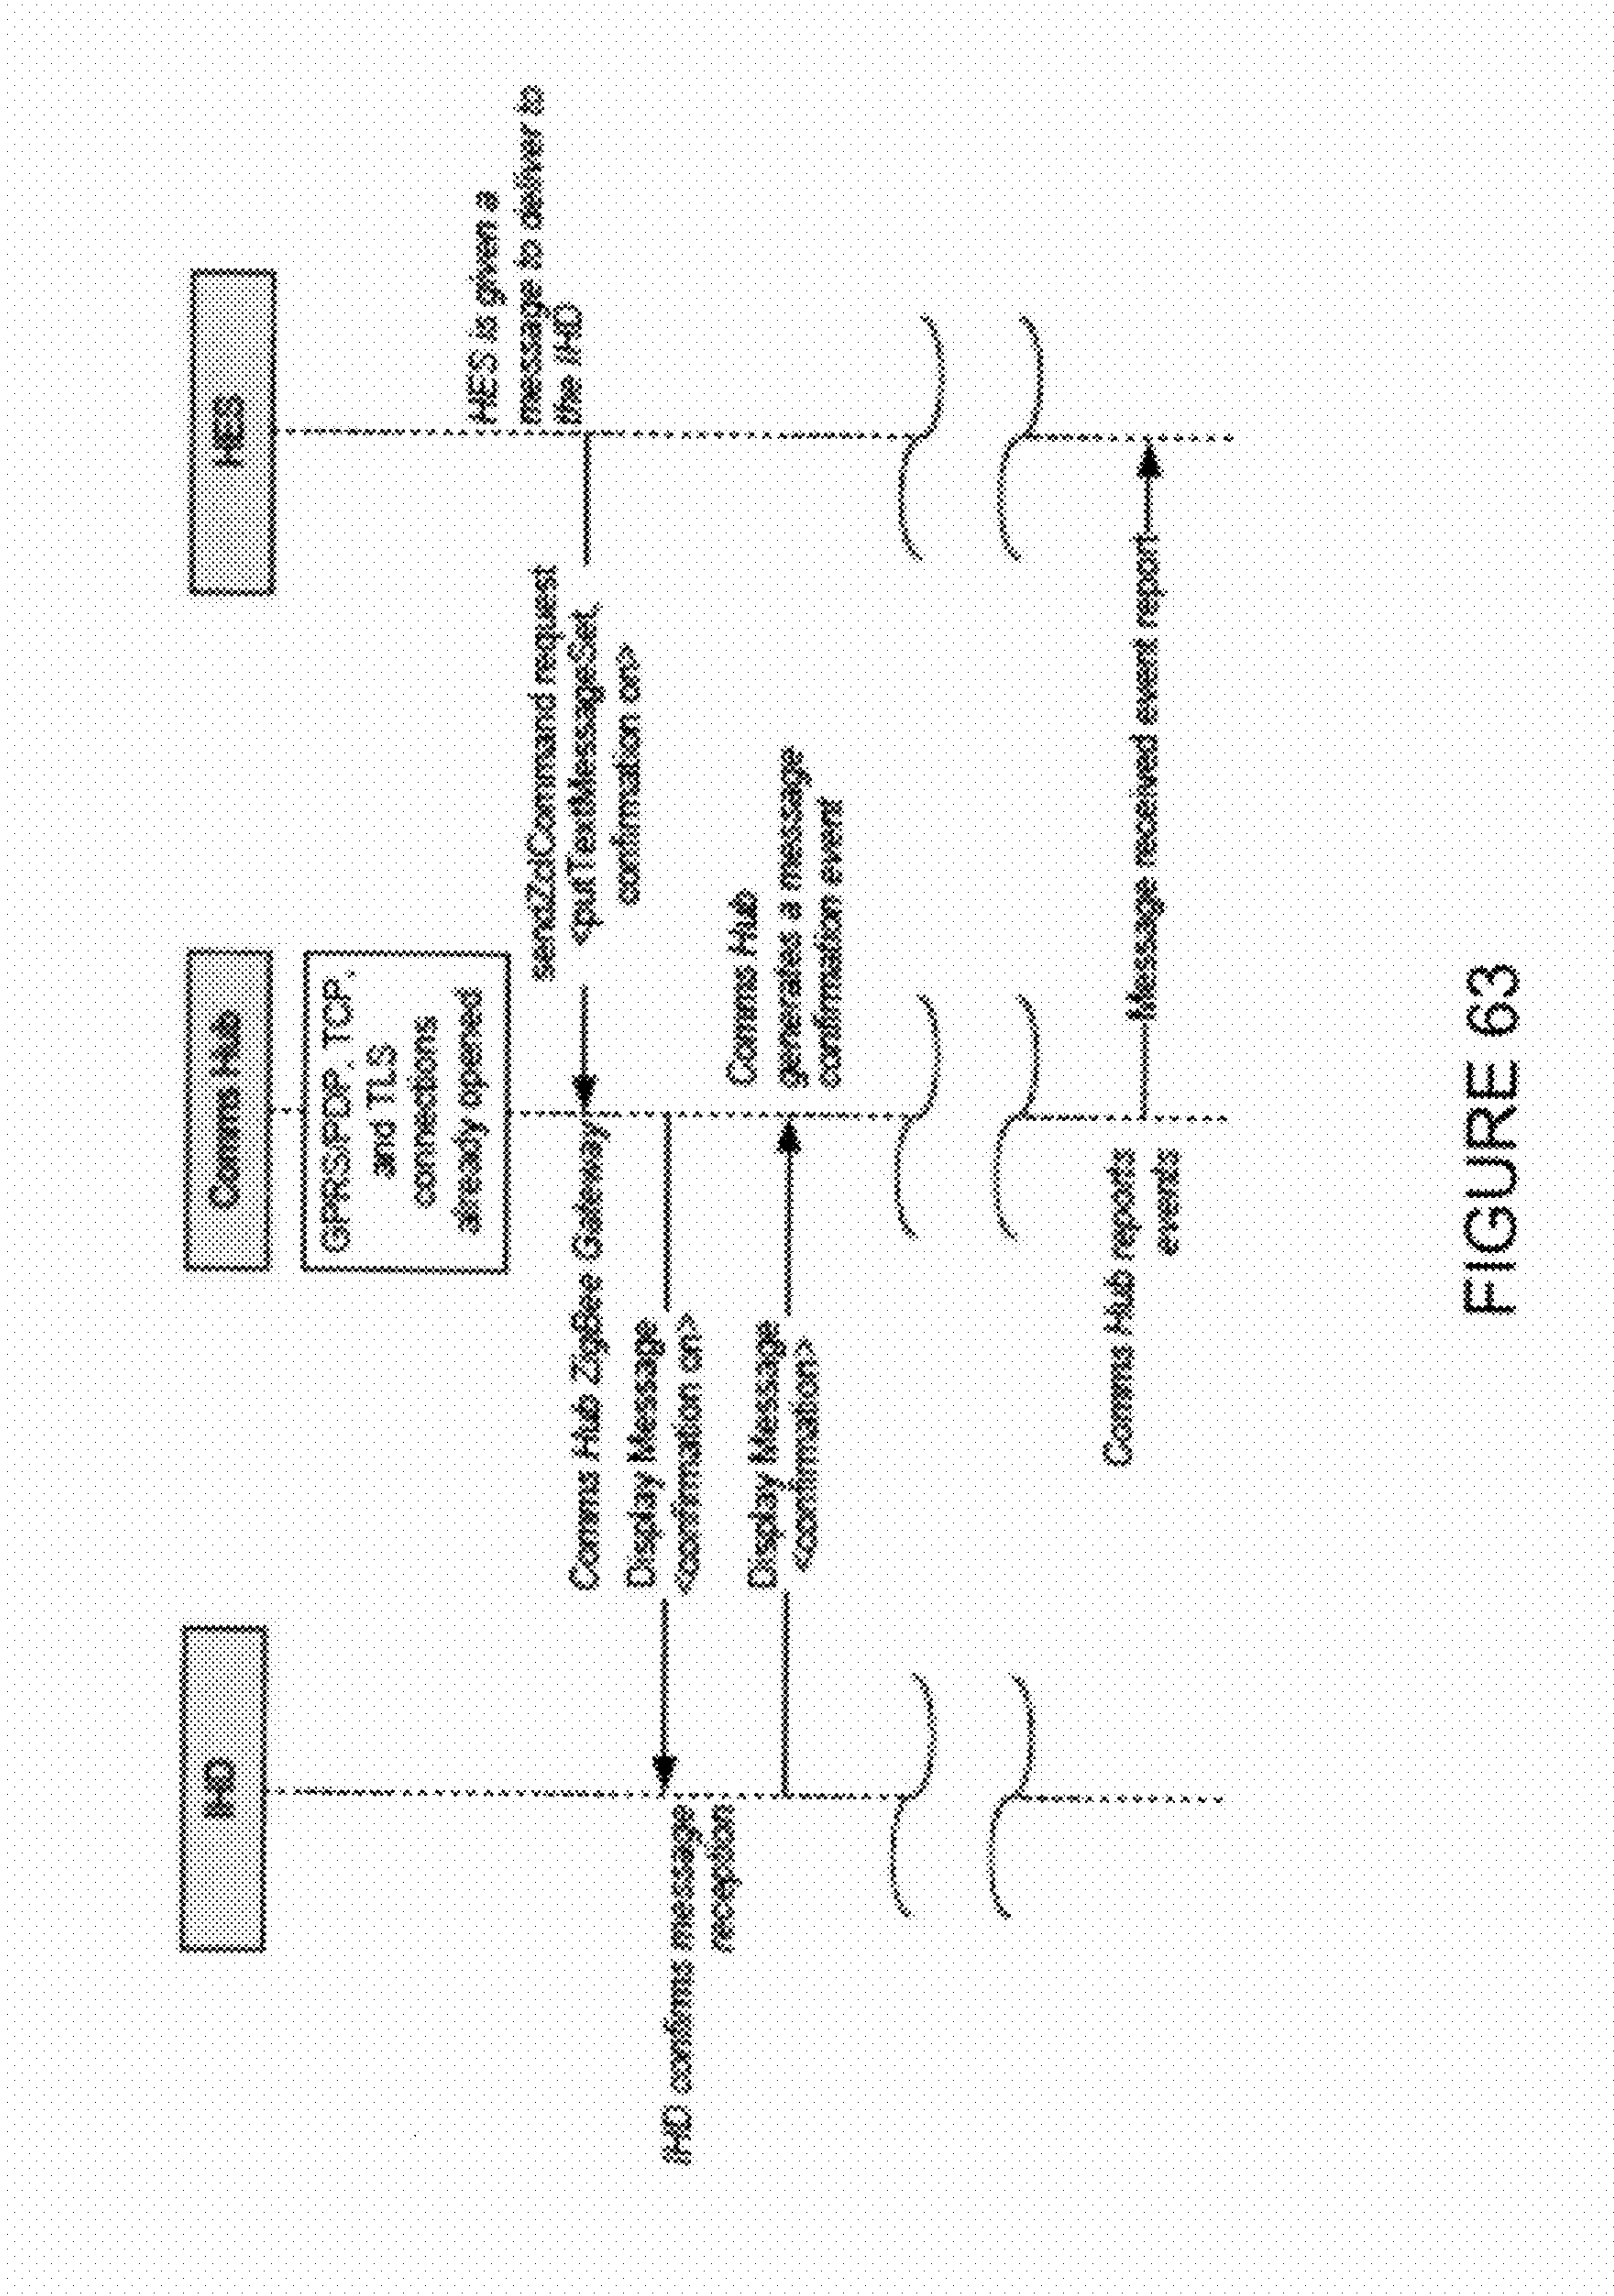 IHD
Comms Hub
HES
GPRSPDP, TCP,
and TLS
connections
already opened
HES is given a
message to deliver to
the IHD
sendZclCommand request
<putTextMessageSet,
confirmation on>
Comms Hub ZigBee Gateway
Display Message
<confirmation on>
IHD confirms message
reception
Display Message
<confirmation>
Comms Hub
generates a message
confirmation event
Comms Hub reports
events
Message received event report
FIGURE 63